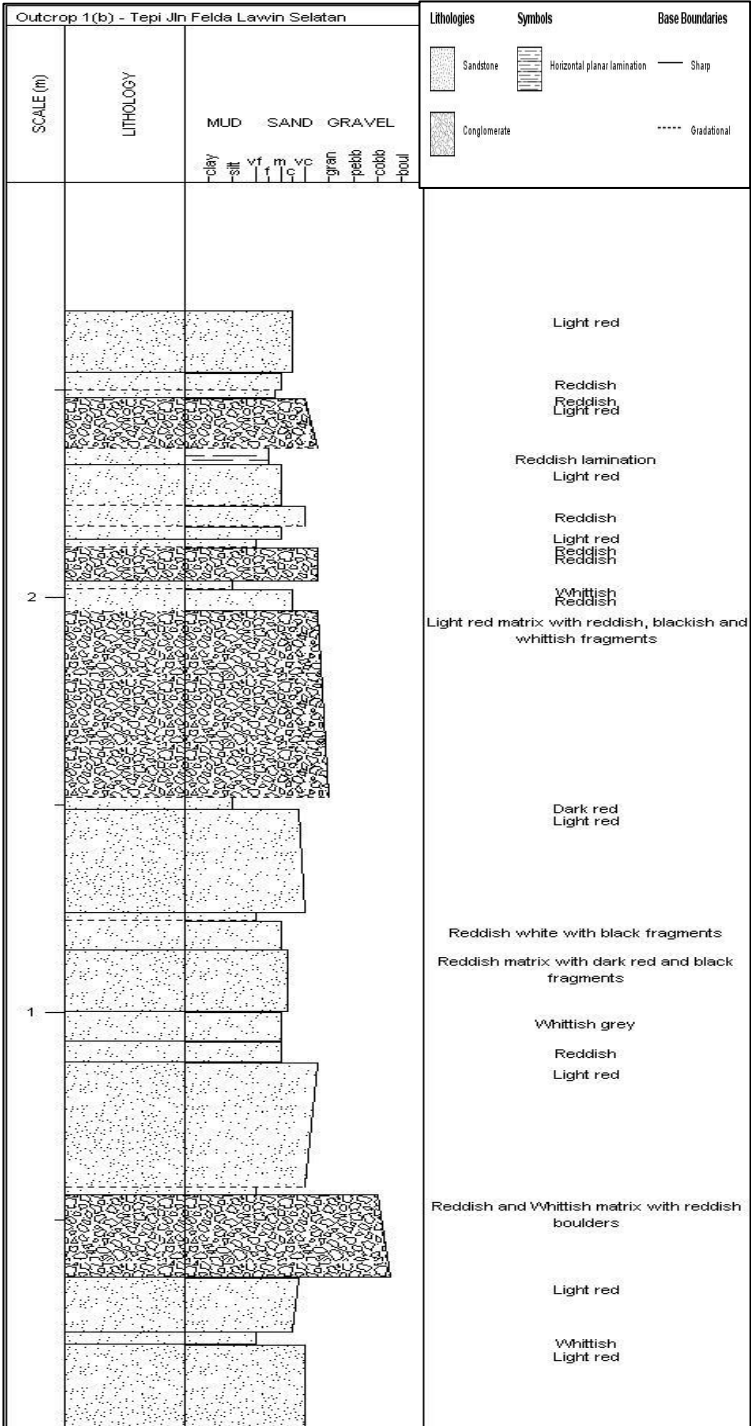 Outcrop 1(b) - Tepi Jln Felda Lawin Selatan
SCALE (m)
LITHOLOGY
MUD SAND GRAVEL
clay
silt
vf
f
m
c
vc
gran
pebb
cobb
boul
Lithologies Symbols Base Boundaries
Sandstone Horizontal planar lamination Sharp
Conglomerate Gradational
Light red
Reddish
Reddish
Light red
Reddish lamination
Light red
Reddish
Light red
Reddish
Reddish
2
Whittish
Reddish
Light red matrix with reddish, blackish and
whittish fragments
Dark red
Light red
Reddish white with black fragments
Reddish matrix with dark red and black
fragments
1
Whittish grey
Reddish
Light red
Reddish and Whittish matrix with reddish
boulders
Light red
Whittish
Light red